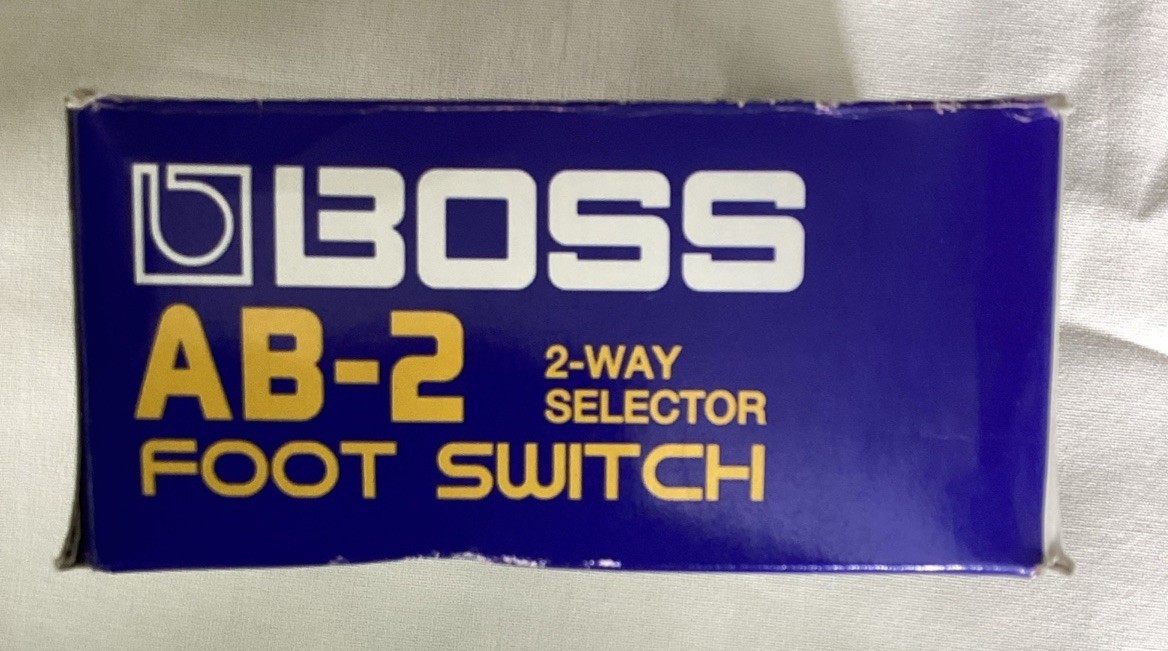 BOSS
AB-2 2-WAY SELECTOR
FOOT SWITCH